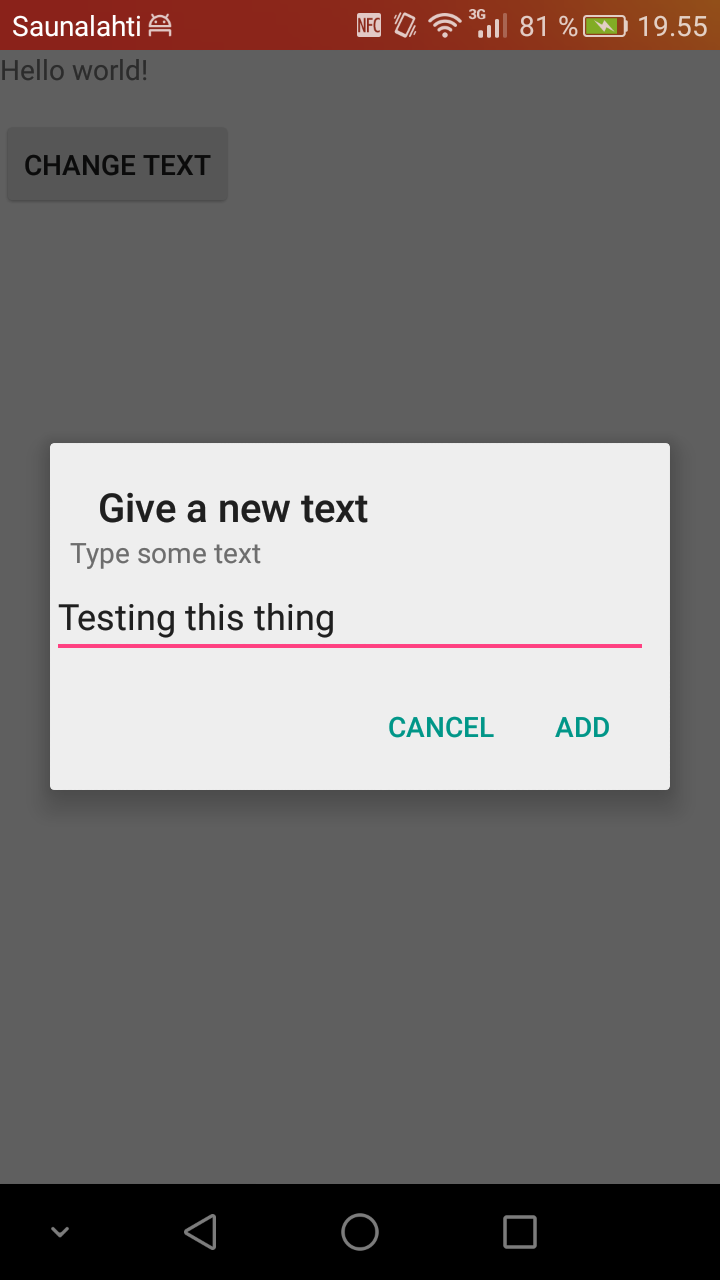 Saunalahti NFC 3G 81 % 19.55
Hello world!
CHANGE TEXT
Give a new text
Type some text
Testing this thing
CANCEL ADD